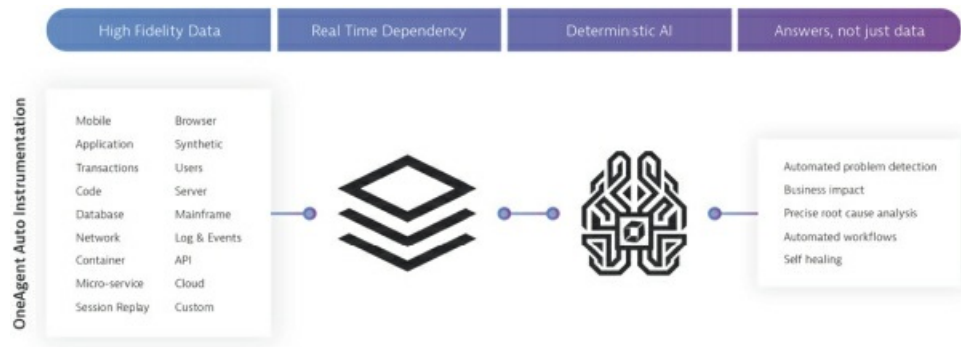 High Fidelity Data
Real Time Dependency
Deterministic AI
Answers, not just data
OneAgent Auto Instrumentation
Mobile Browser
Application Synthetic
Transactions Users
Code Server
Database Mainframe
Network Log & Events
Container API
Micro-service Cloud
Session Replay Custom
Automated problem detection
Business impact
Precise root cause analysis
Automated workflows
Self healing